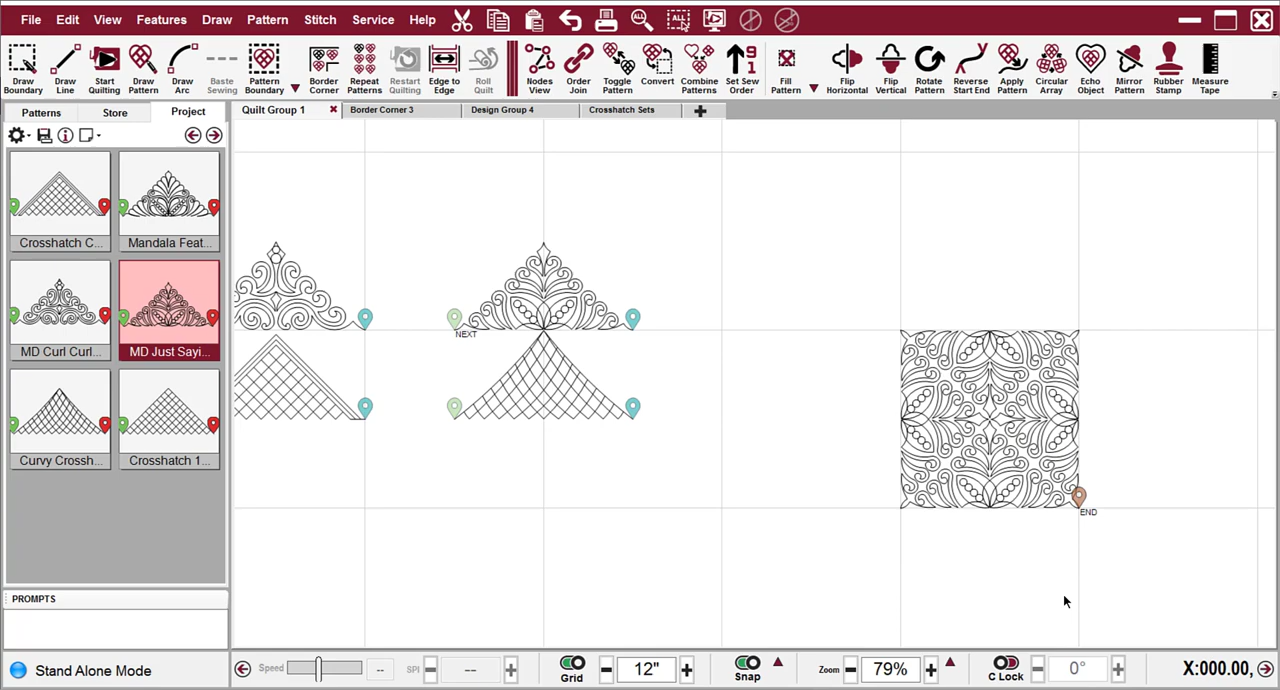 File Edit View Features Draw Pattern Stitch Service Help ALL ALL
Draw Boundary Draw Line Start Quilting Draw Pattern Draw Arc Baste Sewing Pattern Boundary Border Corner Repeat Patterns Restart Quilting Edge to Edge Roll Quilt Nodes View Order Join Toggle Pattern Convert Combine Patterns Set Sew Order Fill Pattern Flip Horizontal Flip Vertical Rotate Pattern Reverse Start End Apply Pattern Circular Array Echo Object Mirror Pattern Rubber Stamp Measure Tape
Patterns Store Project
Quilt Group 1 Border Corner 3 Design Group 4 Crosshatch Sets
Crosshatch C... Mandala Feat...
MD Curl Curl... MD Just Sayi...
Curvy Crossh... Crosshatch 1...
NEXT
END
PROMPTS
Stand Alone Mode
Speed -- SPI -- Grid 12" Snap Zoom 79% C Lock 0° X:000.00,